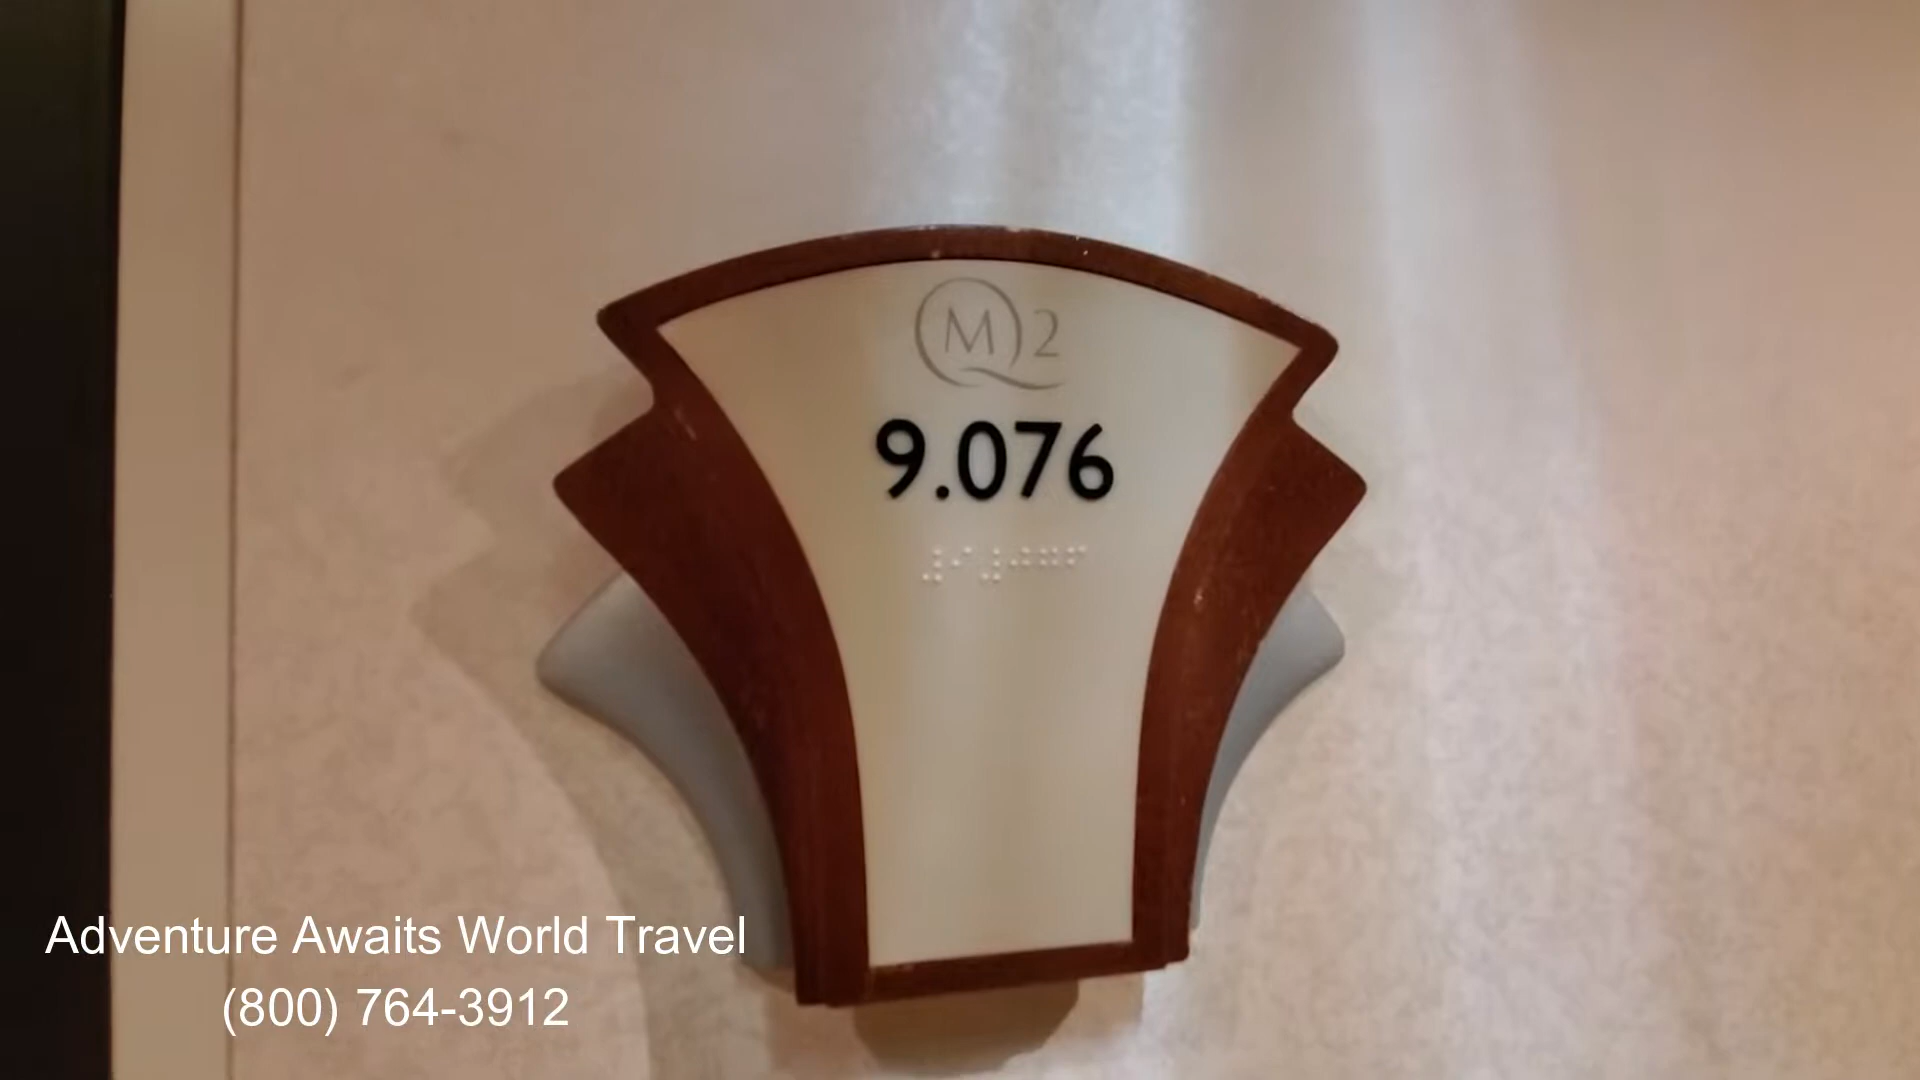 QM2
9.076
⠼⠊⠼⠚⠛⠋
Adventure Awaits World Travel
(800) 764-3912